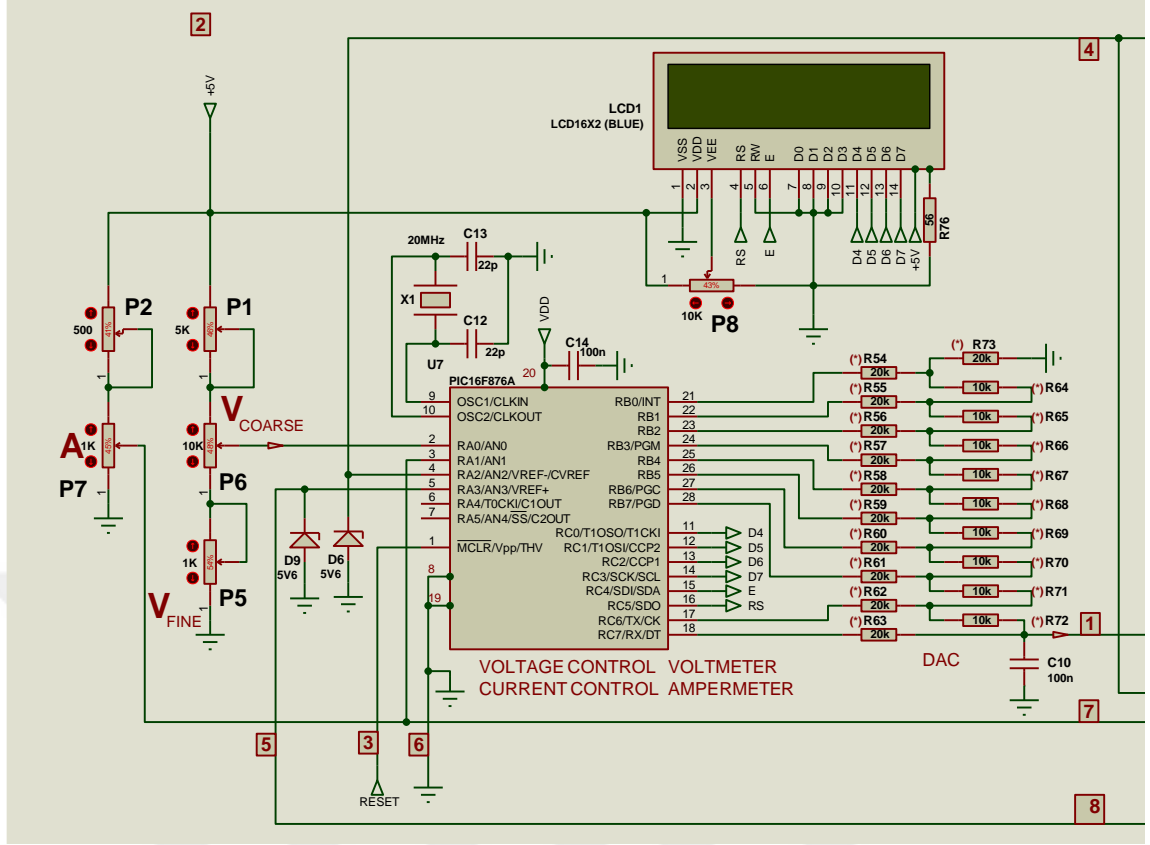 2
4
+5V
LCD1
LCD16X2 (BLUE)
VSS
VDD
VEE
RS
RW
E
D0
D1
D2
D3
D4
D5
D6
D7
1
2
3
4
5
6
7
8
9
10
11
12
13
14
RS
E
D4
D5
D6
D7
+5V
56
R76
20MHz
C13
22p
X1
C12
22p
1
43%
10K
P8
VDD
C14
100n
P2
500
41%
1
P1
5K
46%
1
U7
PIC16F876A
20
V COARSE
A
1K
45%
1
P7
10K
48%
1
P6
1K
54%
1
P5
V FINE
9 OSC1/CLKIN
10 OSC2/CLKOUT
2 RA0/AN0
3 RA1/AN1
4 RA2/AN2/VREF-/CVREF
5 RA3/AN3/VREF+
6 RA4/T0CKI/C1OUT
7 RA5/AN4/SS/C2OUT
1 MCLR/Vpp/THV
8
19
RB0/INT 21
RB1 22
RB2 23
RB3/PGM 24
RB4 25
RB5 26
RB6/PGC 27
RB7/PGD 28
RC0/T1OSO/T1CKI 11 D4
RC1/T1OSI/CCP2 12 D5
RC2/CCP1 13 D6
RC3/SCK/SCL 14 D7
RC4/SDI/SDA 15 E
RC5/SDO 16 RS
RC6/TX/CK 17
RC7/RX/DT 18
D9
5V6
D6
5V6
(*) R73
20k
(*) R54
20k
(*) R55
20k
(*) R56
20k
(*) R57
20k
(*) R58
20k
(*) R59
20k
(*) R60
20k
(*) R61
20k
(*) R62
20k
(*) R63
20k
10k (*) R64
10k (*) R65
10k (*) R66
10k (*) R67
10k (*) R68
10k (*) R69
10k (*) R70
10k (*) R71
10k (*) R72
1
DAC
C10
100n
VOLTAGE CONTROL VOLTMETER
CURRENT CONTROL AMPERMETER
7
5
3
6
RESET
8